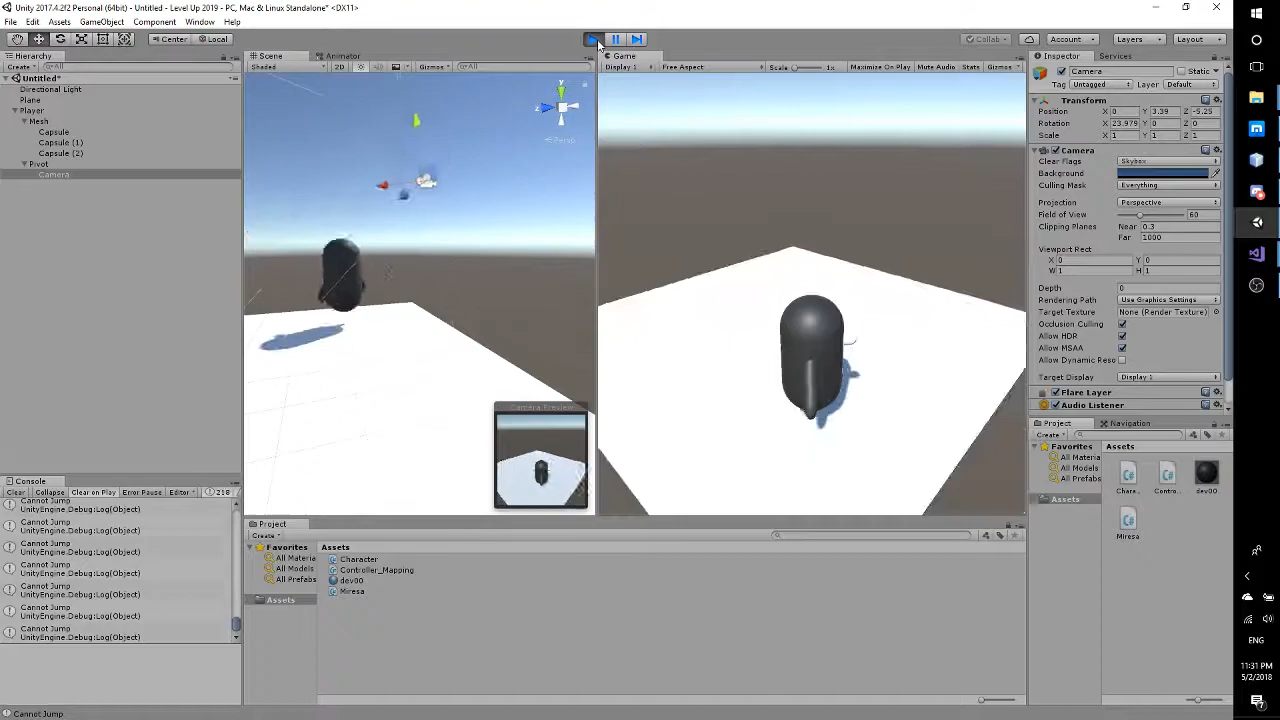 Unity 2017.4.2f2 Personal (64bit) - Untitled - Level Up 2019 - PC, Mac & Linux Standalone* <DX11>
File Edit Assets GameObject Component Window Help
Center Local Collab Account Layers Layout
Hierarchy
Create All
Untitled*
Directional Light
Plane
Player
Mesh
Capsule
Capsule (1)
Capsule (2)
Pivot
Camera
Scene Animator
Shaded 2D Gizmos All
y
z
Persp
Camera Preview
Game
Display 1 Free Aspect Scale 1x Maximize On Play Mute Audio Stats Gizmos
Inspector Services
Camera Static
Tag Untagged Layer Default
Transform
Position X 0 Y 3.39 Z -5.25
Rotation X 23.979 Y 0 Z 0
Scale X 1 Y 1 Z 1
Camera
Clear Flags Skybox
Background
Culling Mask Everything
Projection Perspective
Field of View 60
Clipping Planes Near 0.3
Far 1000
Viewport Rect
X 0 Y 0
W 1 H 1
Depth 0
Rendering Path Use Graphics Settings
Target Texture None (Render Texture)
Occlusion Culling
Allow HDR
Allow MSAA
Allow Dynamic Reso
Target Display Display 1
Flare Layer
Audio Listener
Project Navigation
Create
Favorites
All Materia
All Models
All Prefabs
Assets
Assets
Chara... Contro... dev00
Miresa
Console
Clear Collapse Clear on Play Error Pause Editor
Cannot Jump
UnityEngine.Debug:Log(Object)
Cannot Jump
UnityEngine.Debug:Log(Object)
Cannot Jump
UnityEngine.Debug:Log(Object)
Cannot Jump
UnityEngine.Debug:Log(Object)
Cannot Jump
UnityEngine.Debug:Log(Object)
Cannot Jump
UnityEngine.Debug:Log(Object)
Cannot Jump
UnityEngine.Debug:Log(Object)
Project
Create
Favorites
All Materia
All Models
All Prefabs
Assets
Assets
Character
Controller_Mapping
dev00
Miresa
Cannot Jump
ENG
11:31 PM
5/2/2018